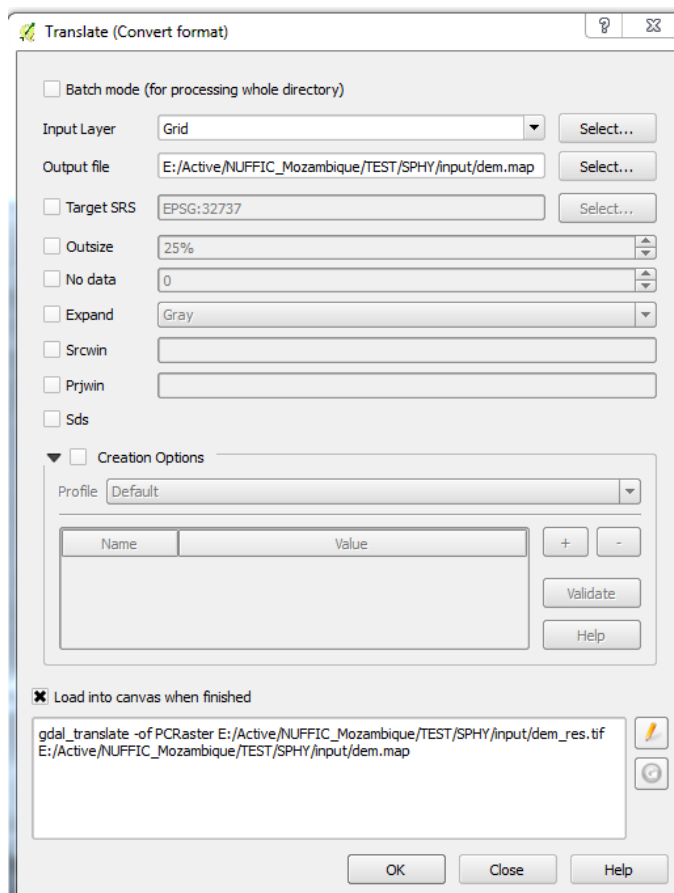 Translate (Convert format)
?
Batch mode (for processing whole directory)
Input Layer Grid Select...
Output file E:/Active/NUFFIC_Mozambique/TEST/SPHY/input/dem.map Select...
Target SRS EPSG:32737 Select...
Outsize 25%
No data 0
Expand Gray
Srcwin
Prjwin
Sds
Creation Options
Profile Default
Name Value + -
Validate
Help
Load into canvas when finished
gdal_translate -of PCRaster E:/Active/NUFFIC_Mozambique/TEST/SPHY/input/dem_res.tif
E:/Active/NUFFIC_Mozambique/TEST/SPHY/input/dem.map
OK Close Help